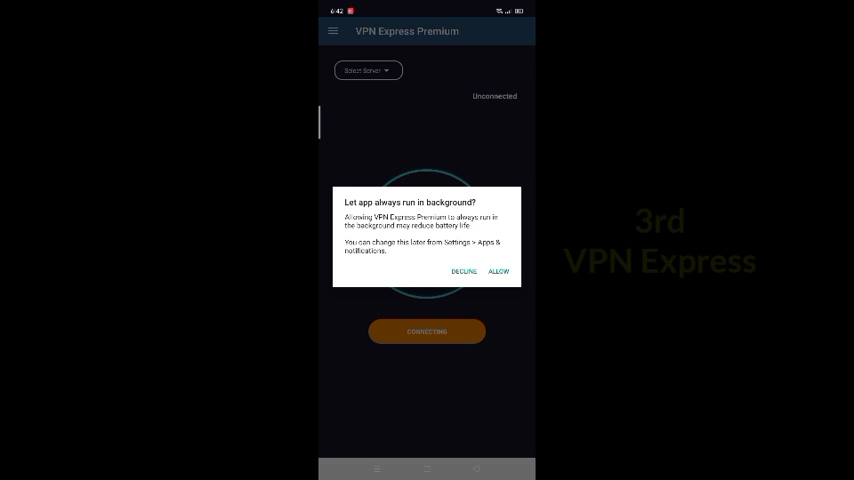 6:42
VPN Express Premium
Select Server
Unconnected
Let app always run in background?
Allowing VPN Express Premium to always run in
the background may reduce battery life.
You can change this later from Settings > Apps &
notifications.
DECLINE ALLOW
CONNECTING
3rd
VPN Express